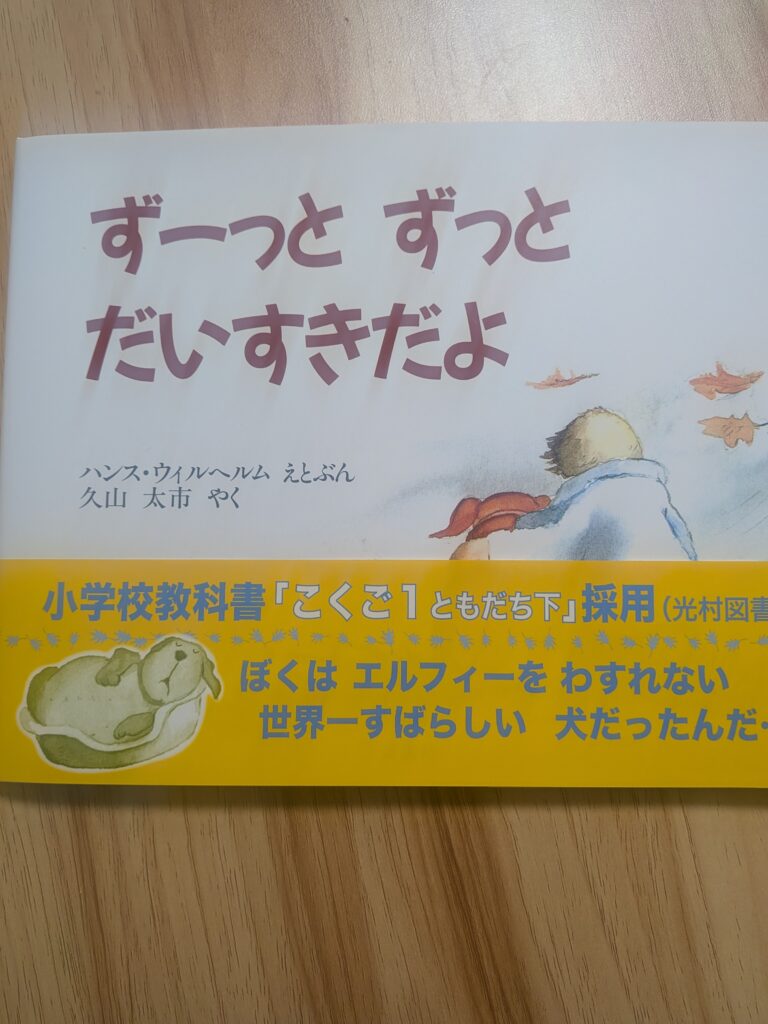 ずーっと ずっと
だいすきだよ
ハンス・ウィルヘルム えとぶん
久山 太市 やく
小学校教科書『こくご1ともだち下』採用(光村図書
ぼくは エルフィーを わすれない
世界一すばらしい 犬だったんだ・